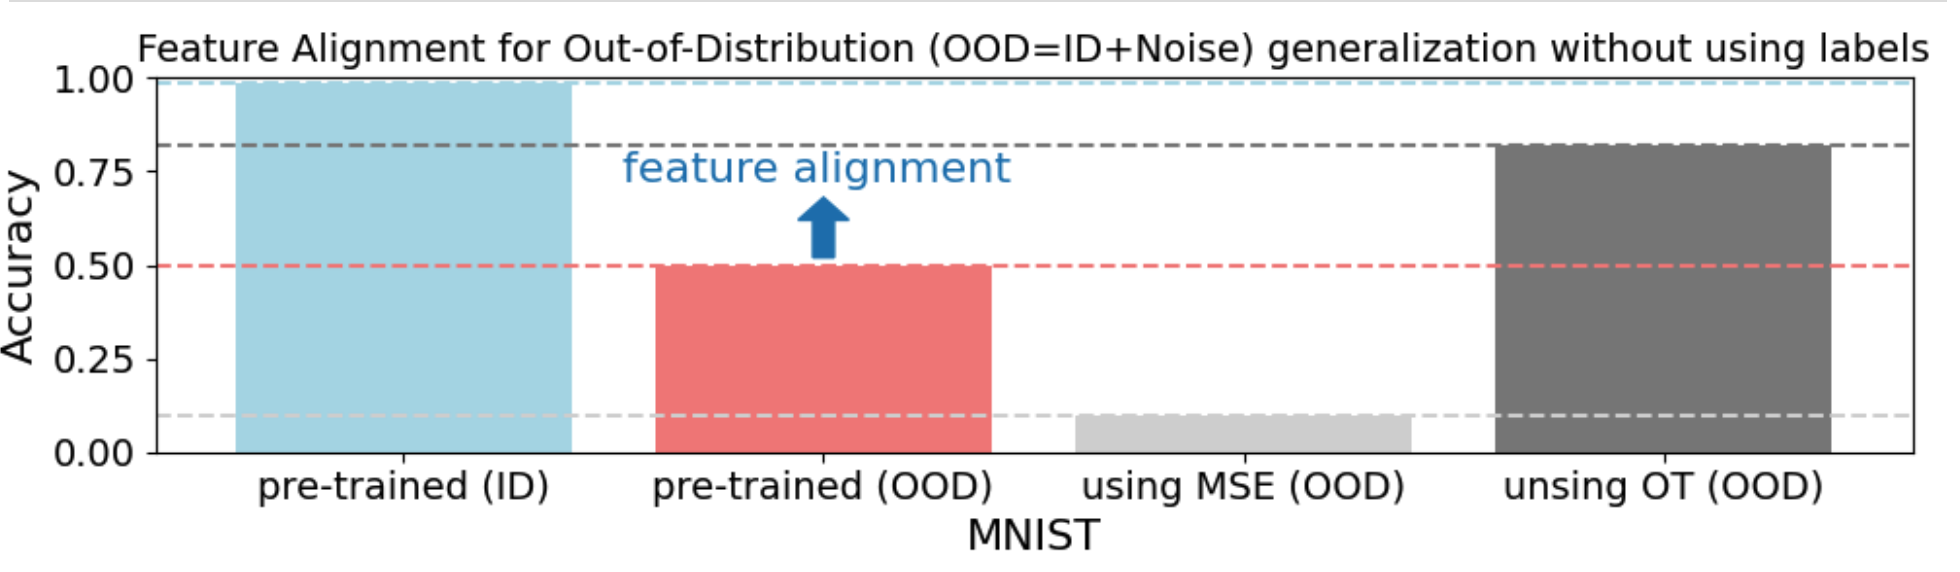 Feature Alignment for Out-of-Distribution (OOD=ID+Noise) generalization without using labels
1.00
0.75
0.50
0.25
0.00
Accuracy
feature alignment
pre-trained (ID)
pre-trained (OOD)
using MSE (OOD)
unsing OT (OOD)
MNIST